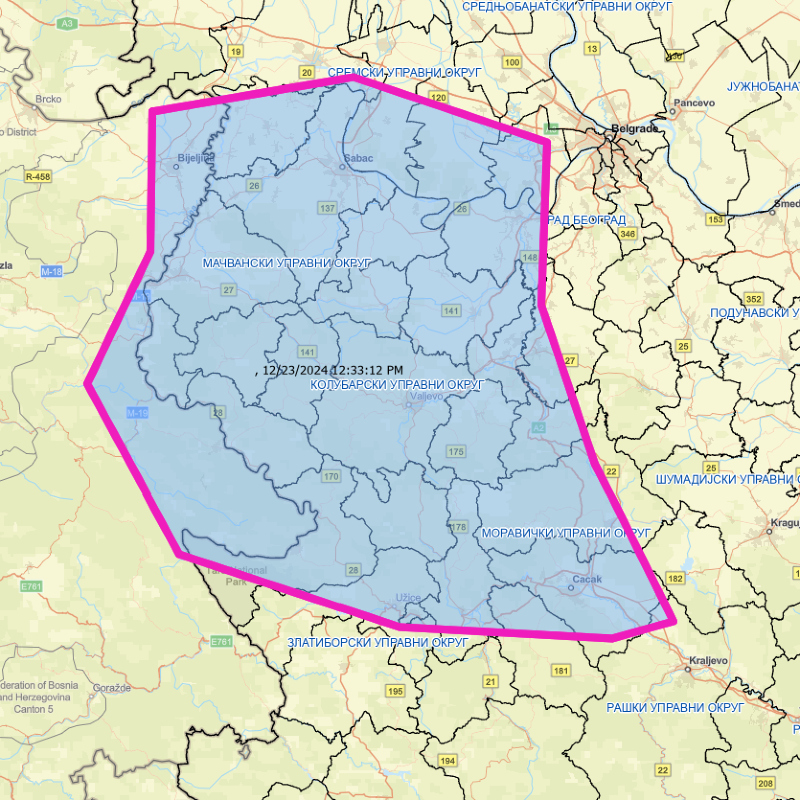 СРЕДЊОБАНАТСКИ УПРАВНИ ОКРУГ
A3
19
13
100
20
СРЕМСКИ УПРАВНИ ОКРУГ
ЈУЖНОБАНАТ
120
Brcko
o District
Pancevo
Belgrade
Bijeljina
Sabac
R-458
26
137
26
Smed
153
РАД БЕОГРАД
346
148
МАЧВАНСКИ УПРАВНИ ОКРУГ
zla
M-18
27
352
141
ПОДУНАВСКИ У
25
141
27
, 12/23/2024 12:33:12 PM
КОЛУБАРСКИ УПРАВНИ ОКРУГ
Valjevo
M-19
28
A2
175
170
22
25
ШУМАДИЈСКИ УПРАВНИ О
178
Kragu
МОРАВИЧКИ УПРАВНИ ОКРУГ
28
National
Park
Cacak
182
E761
Užice
E761
ЗЛАТИБОРСКИ УПРАВНИ ОКРУГ
Kraljevo
181
21
195
deration of Bosnia
and Herzegovina
Canton 5
Goražde
РАШКИ УПРАВНИ ОКРУГ
194
22
208